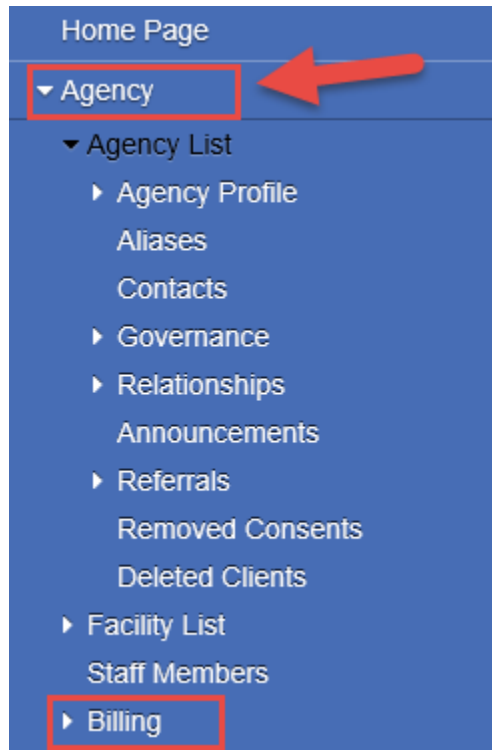 Home Page
Agency
Agency List
Agency Profile
Aliases
Contacts
Governance
Relationships
Announcements
Referrals
Removed Consents
Deleted Clients
Facility List
Staff Members
Billing